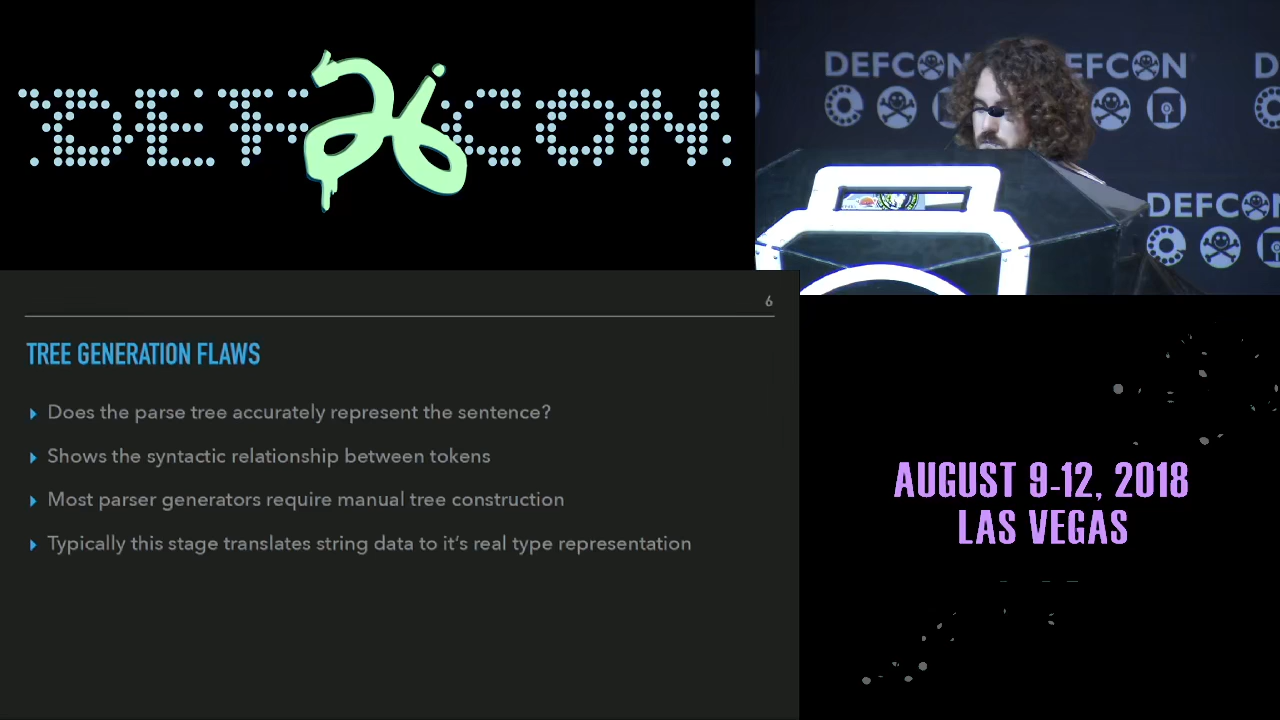 DEF 26 CON
DEFCON
DEFCON
DEFCON
6
TREE GENERATION FLAWS
Does the parse tree accurately represent the sentence?
Shows the syntactic relationship between tokens
Most parser generators require manual tree construction
Typically this stage translates string data to it's real type representation
AUGUST 9-12, 2018
LAS VEGAS